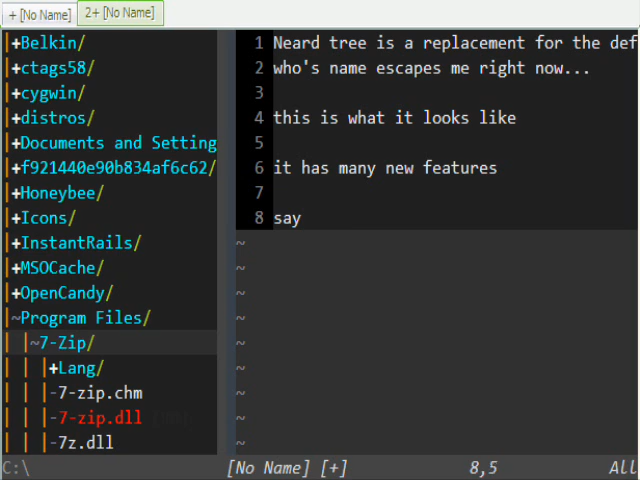 + [No Name] 2+ [No Name]
|+Belkin/
|+ctags58/
|+cygwin/
|+distros/
|+Documents and Setting
|+f921440e90b834af6c62/
|+Honeybee/
|+Icons/
|+InstantRails/
|+MSOCache/
|+OpenCandy/
|~Program Files/
| |~7-Zip/
| | |+Lang/
| | |-7-zip.chm
| | |-7-zip.dll
| | |-7z.dll
C:\
1 Neard tree is a replacement for the def
2 who's name escapes me right now...
3
4 this is what it looks like
5
6 it has many new features
7
8 say
~
~
~
~
~
~
~
~
~
[No Name] [+] 8,5 All